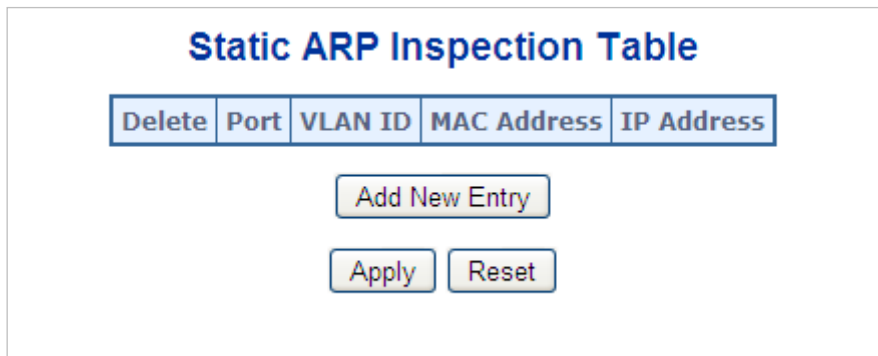 Static ARP Inspection Table
Delete Port VLAN ID MAC Address IP Address
Add New Entry
Apply Reset